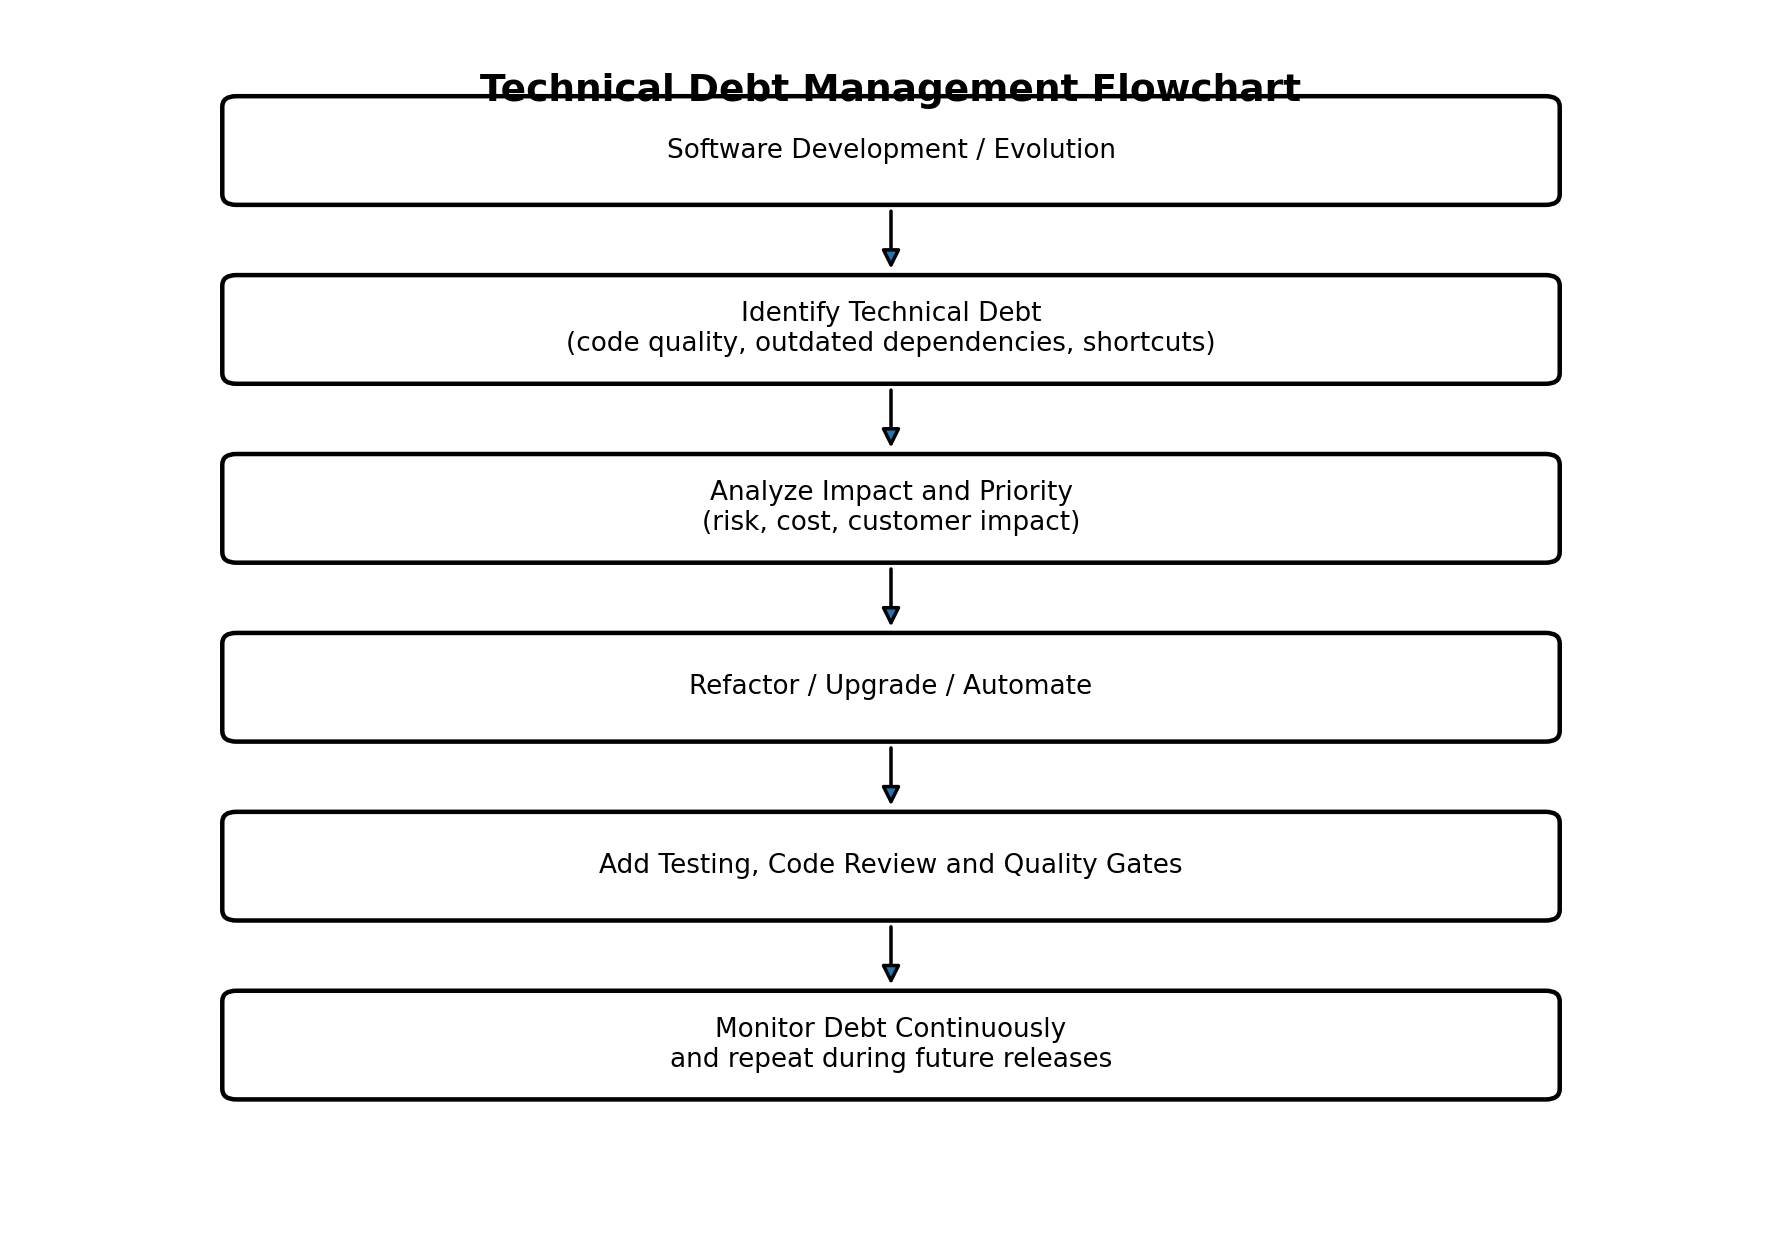 Technical Debt Management Flowchart
Software Development / Evolution
Identify Technical Debt
(code quality, outdated dependencies, shortcuts)
Analyze Impact and Priority
(risk, cost, customer impact)
Refactor / Upgrade / Automate
Add Testing, Code Review and Quality Gates
Monitor Debt Continuously
and repeat during future releases